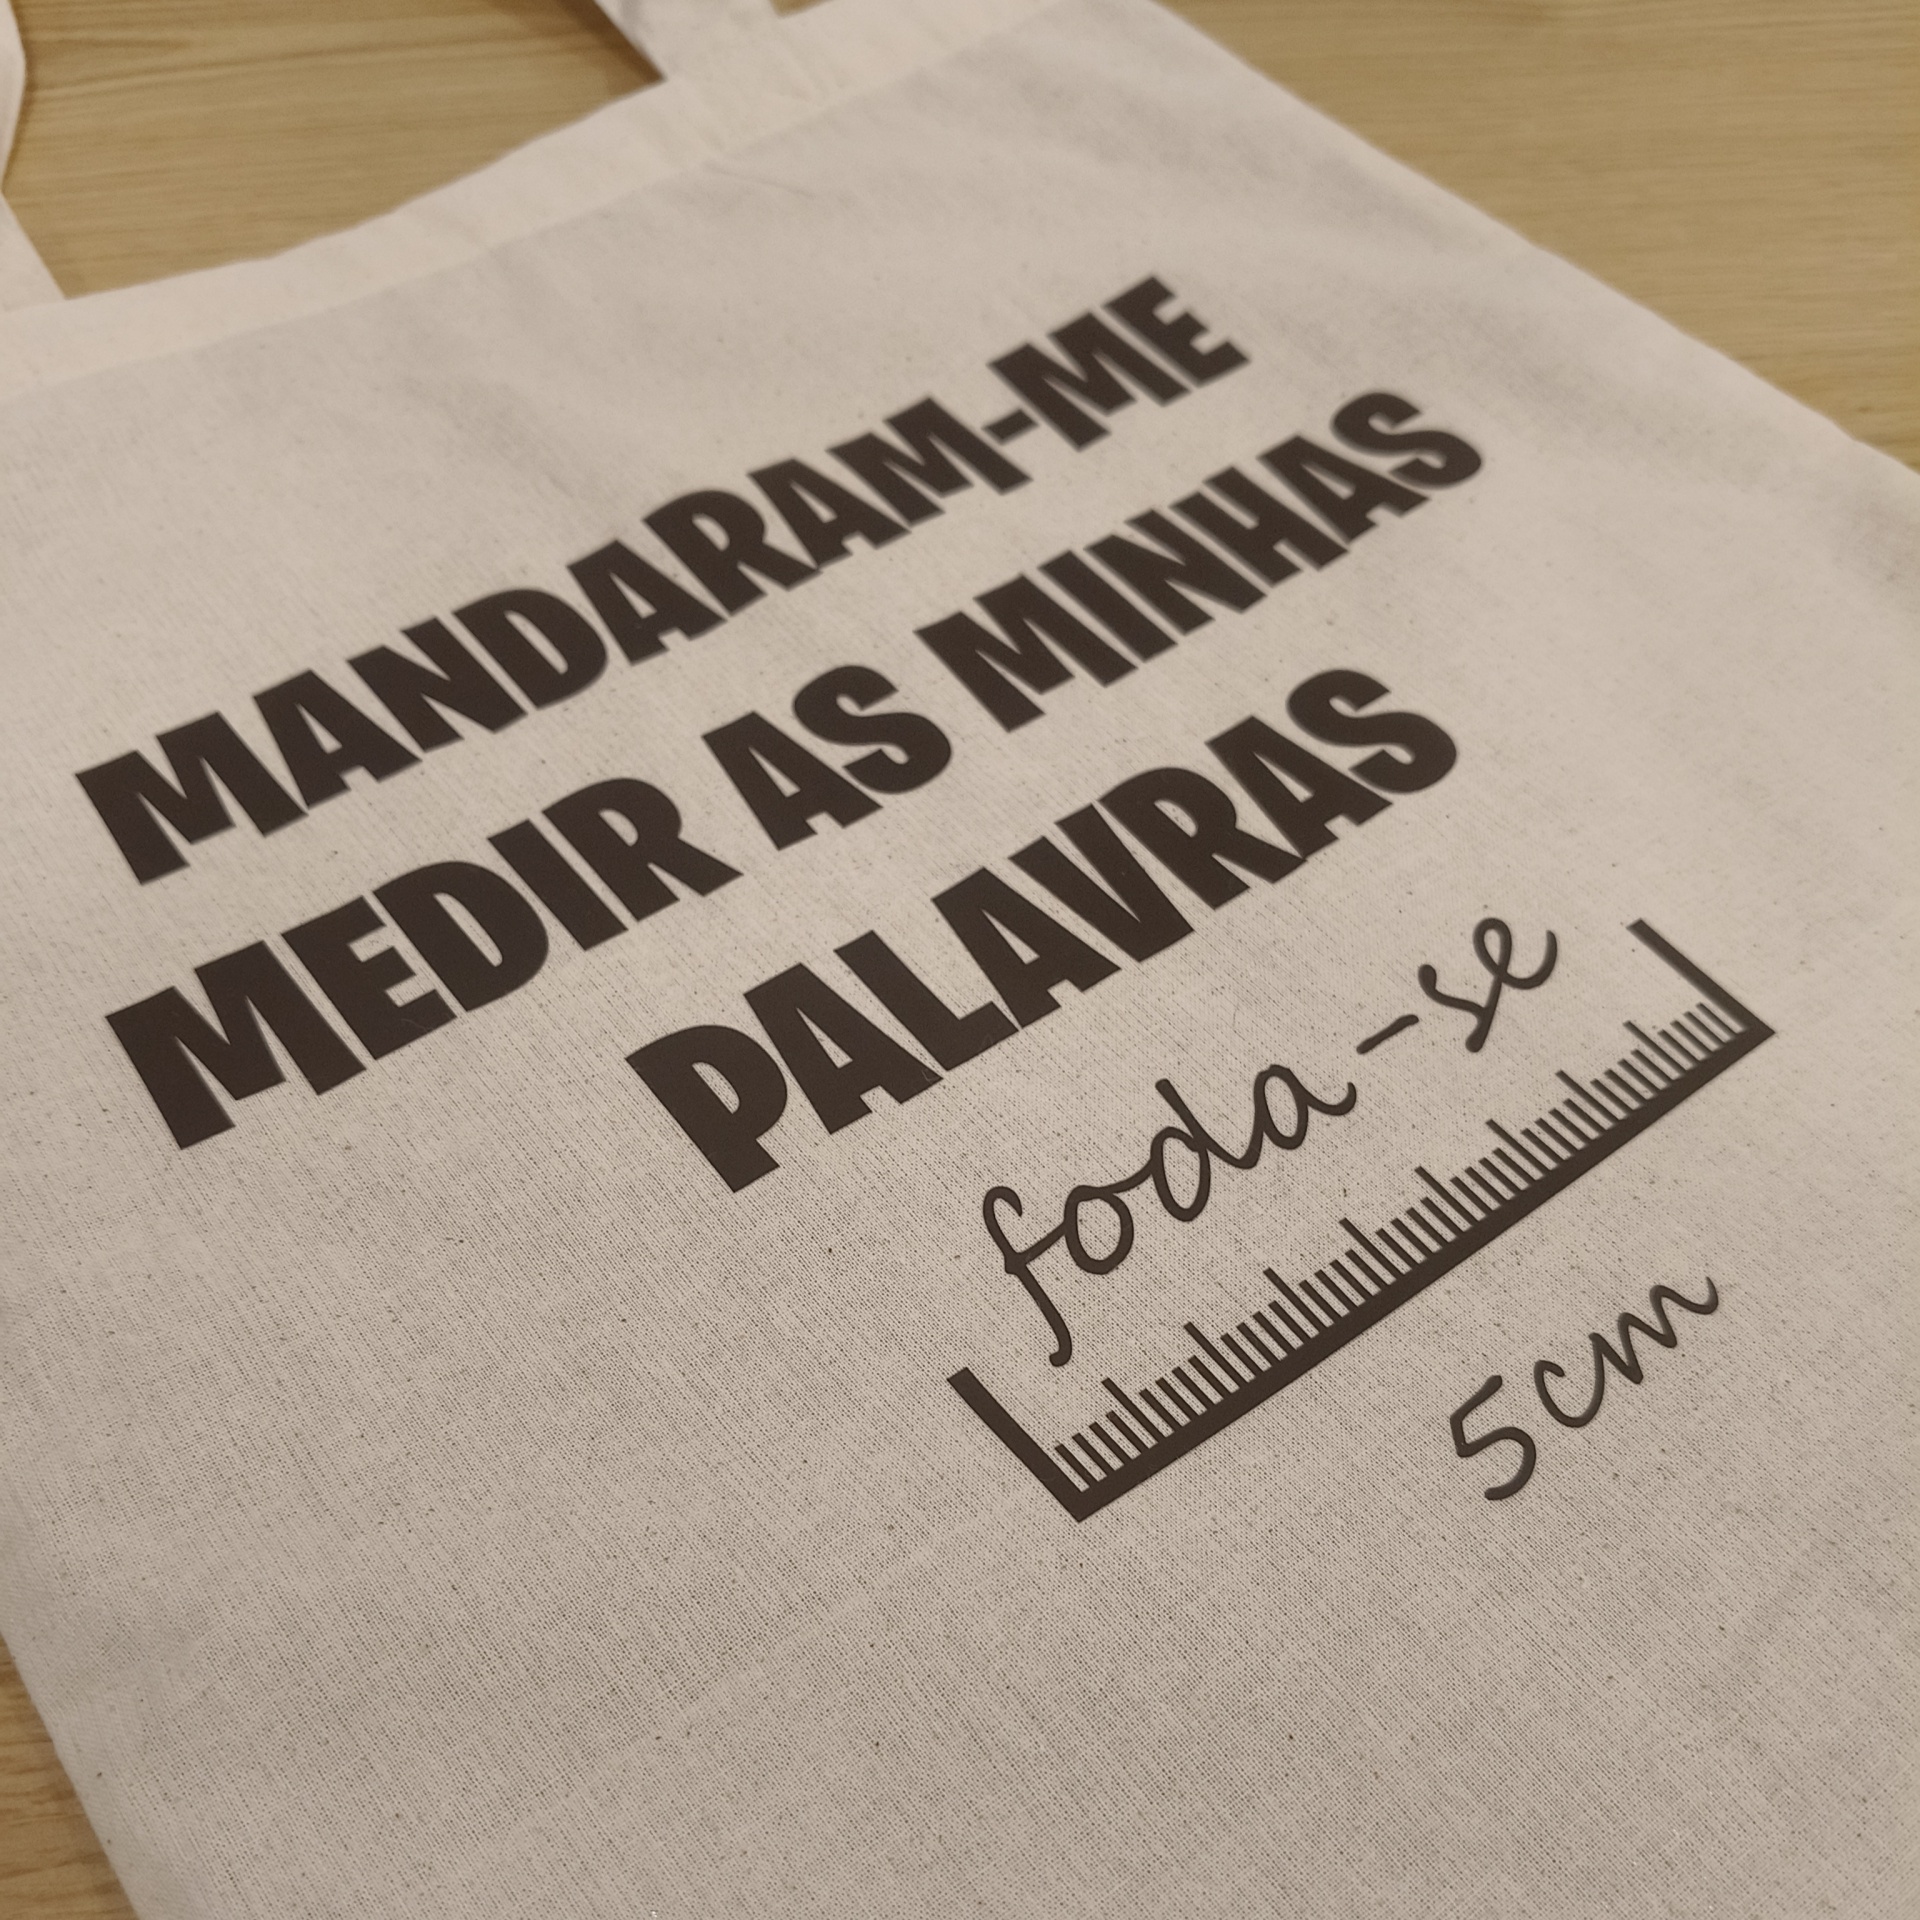 MANDARAM-ME
MEDIR AS MINHAS
PALAVRAS
foda-se
5cm